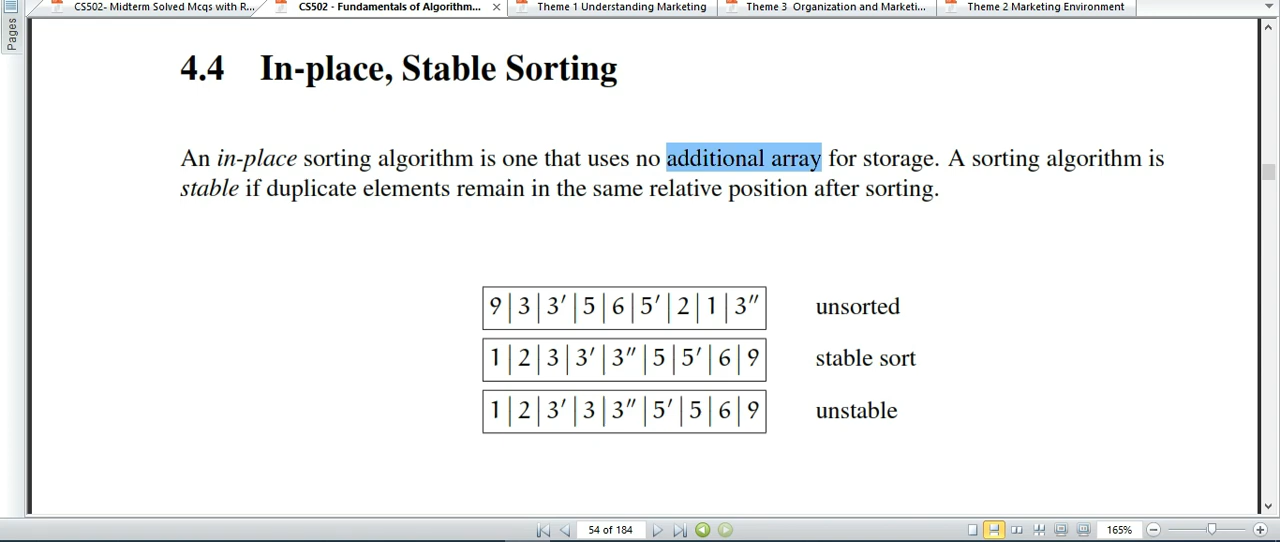 CS502- Midterm Solved Mcqs with R...
CS502 - Fundamentals of Algorithm...
Theme 1 Understanding Marketing
Theme 3 Organization and Marketi...
Theme 2 Marketing Environment
Pages
4.4 In-place, Stable Sorting
An in-place sorting algorithm is one that uses no additional array for storage. A sorting algorithm is
stable if duplicate elements remain in the same relative position after sorting.
9|3|3′|5|6|5′|2|1|3″ unsorted
1|2|3|3′|3″|5|5′|6|9 stable sort
1|2|3′|3|3″|5′|5|6|9 unstable
54 of 184
165%